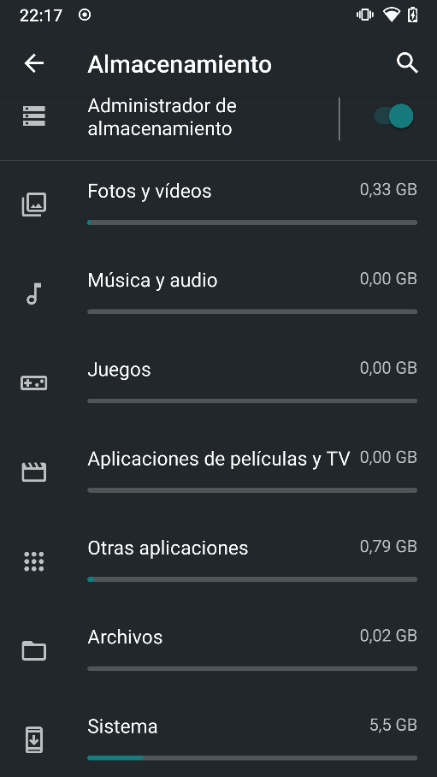 22:17
Almacenamiento
Administrador de
almacenamiento
Fotos y vídeos 0,33 GB
Música y audio 0,00 GB
Juegos 0,00 GB
Aplicaciones de películas y TV 0,00 GB
Otras aplicaciones 0,79 GB
Archivos 0,02 GB
Sistema 5,5 GB